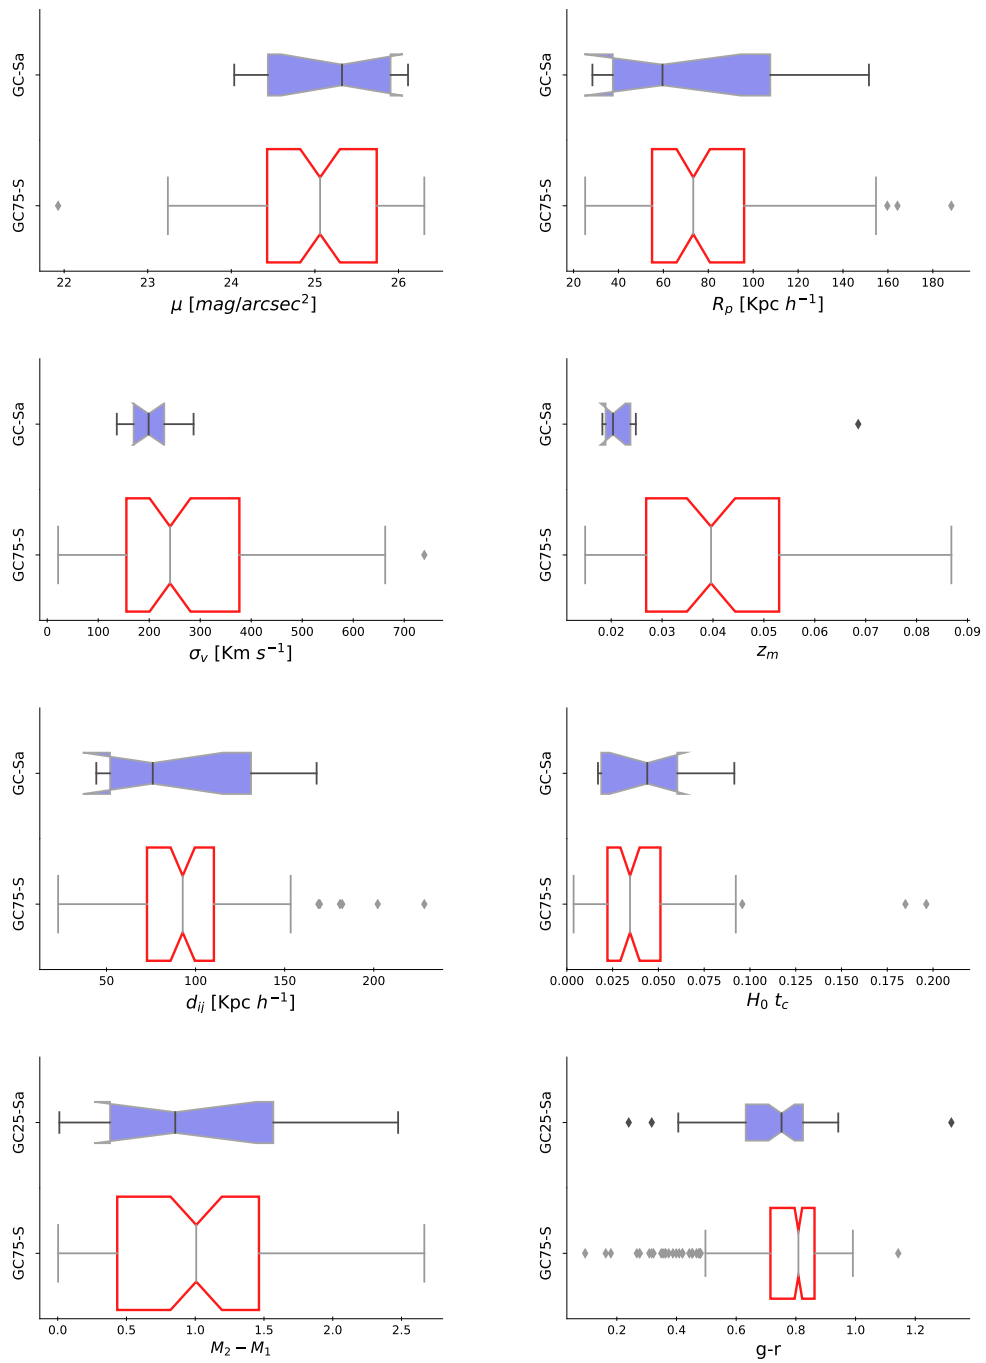 GC-Sa
GC75-S
22 23 24 25 26
μ [mag/arcsec²]
GC-Sa
GC75-S
20 40 60 80 100 120 140 160 180
R_p [Kpc h⁻¹]
GC-Sa
GC75-S
0 100 200 300 400 500 600 700
σ_v [Km s⁻¹]
GC-Sa
GC75-S
0.02 0.03 0.04 0.05 0.06 0.07 0.08 0.09
z_m
GC-Sa
GC75-S
50 100 150 200
d_ij [Kpc h⁻¹]
GC-Sa
GC75-S
0.000 0.025 0.050 0.075 0.100 0.125 0.150 0.175 0.200
H₀ t_c
GC25-Sa
GC75-S
0.0 0.5 1.0 1.5 2.0 2.5
M₂ − M₁
GC25-Sa
GC75-S
0.2 0.4 0.6 0.8 1.0 1.2
g-r